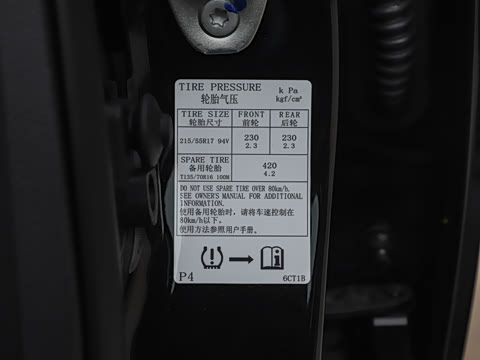 TIRE PRESSURE k Pa
轮胎气压 kgf/cm²
TIRE SIZE FRONT REAR
轮胎尺寸 前轮 后轮
215/55R17 94V 230 230
2.3 2.3
SPARE TIRE 420
备用轮胎 4.2
T135/70R16 100M
DO NOT USE SPARE TIRE OVER 80km/h.
SEE OWNER'S MANUAL FOR ADDITIONAL
INFORMATION.
使用备用轮胎时，请将车速控制在
80km/h以下。
使用方法参照用户手册。
P4 6CT1B